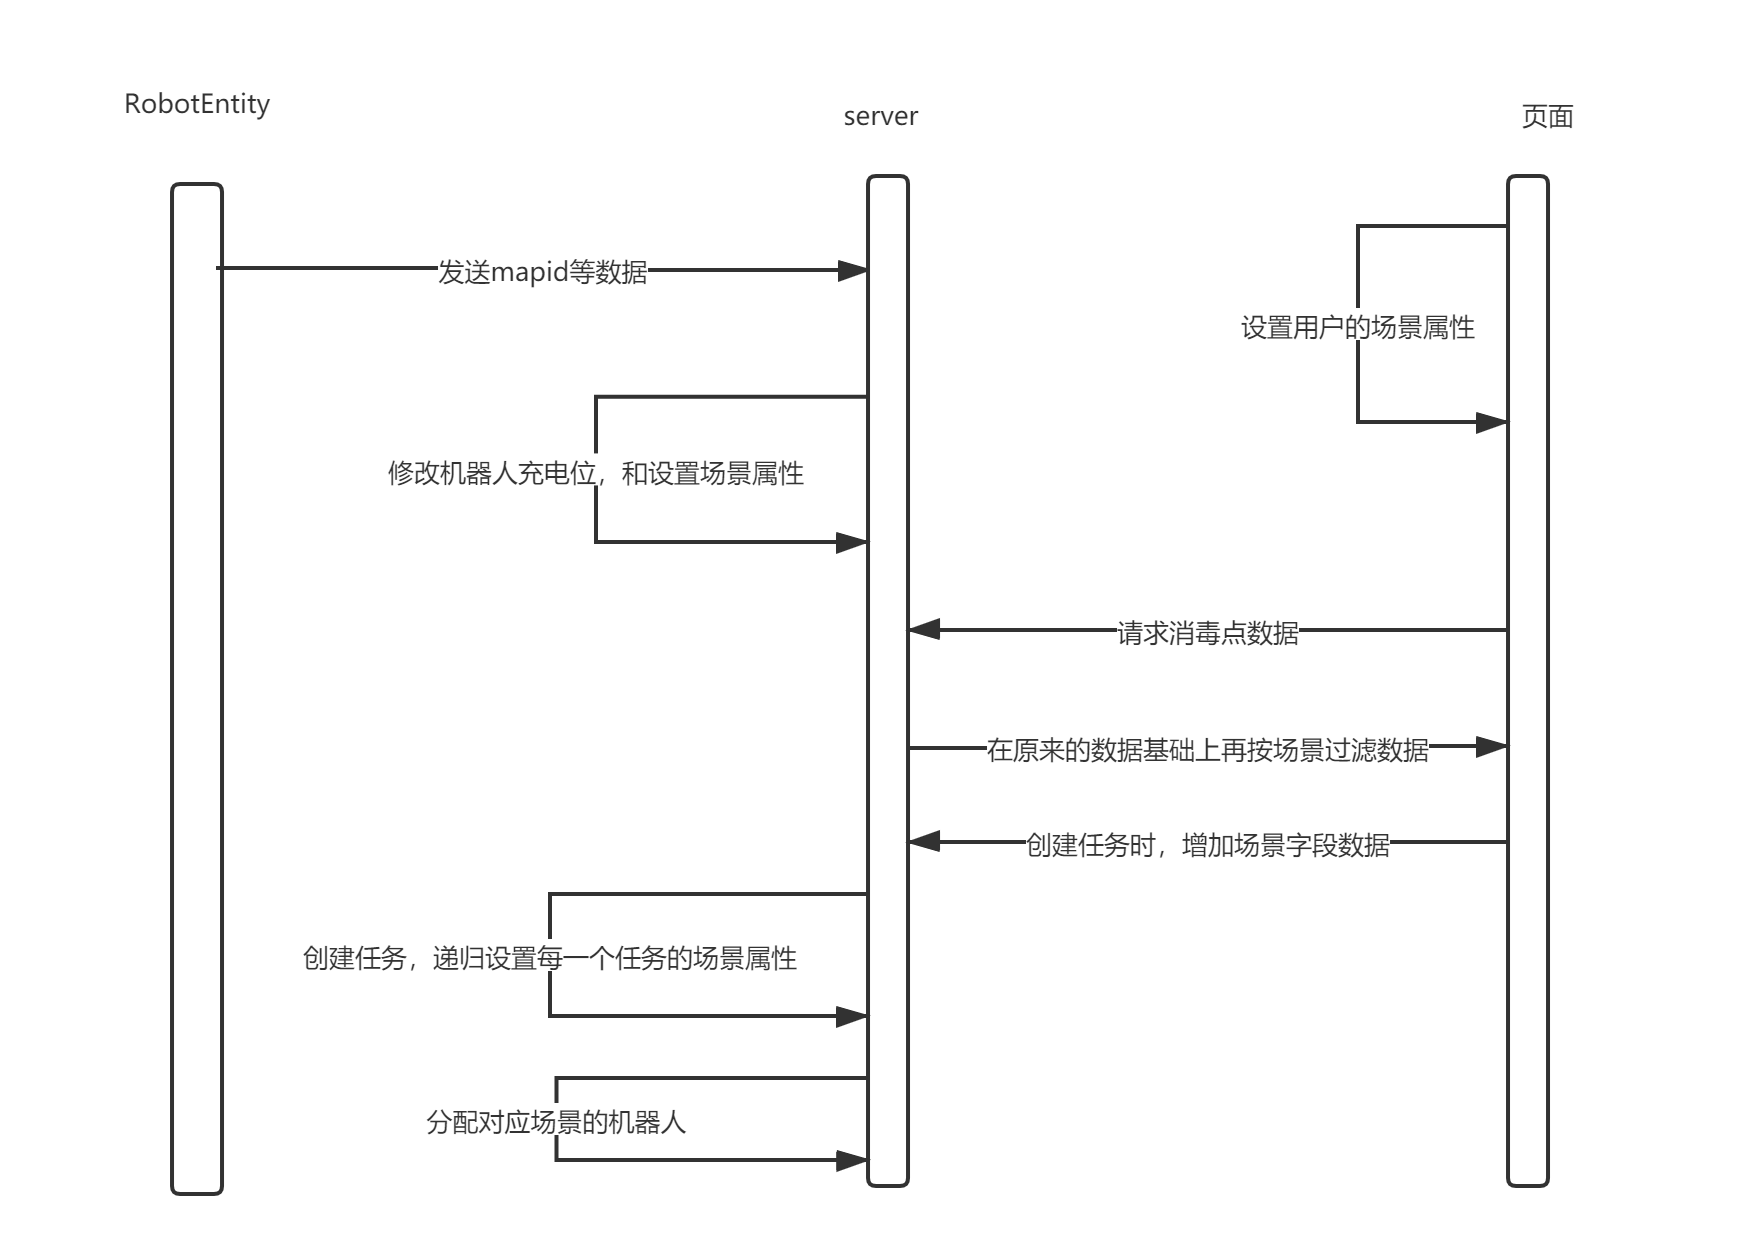 RobotEntity
server
页面
发送mapid等数据
设置用户的场景属性
修改机器人充电位，和设置场景属性
请求消毒点数据
在原来的数据基础上再按场景过滤数据
创建任务时，增加场景字段数据
创建任务，递归设置每一个任务的场景属性
分配对应场景的机器人